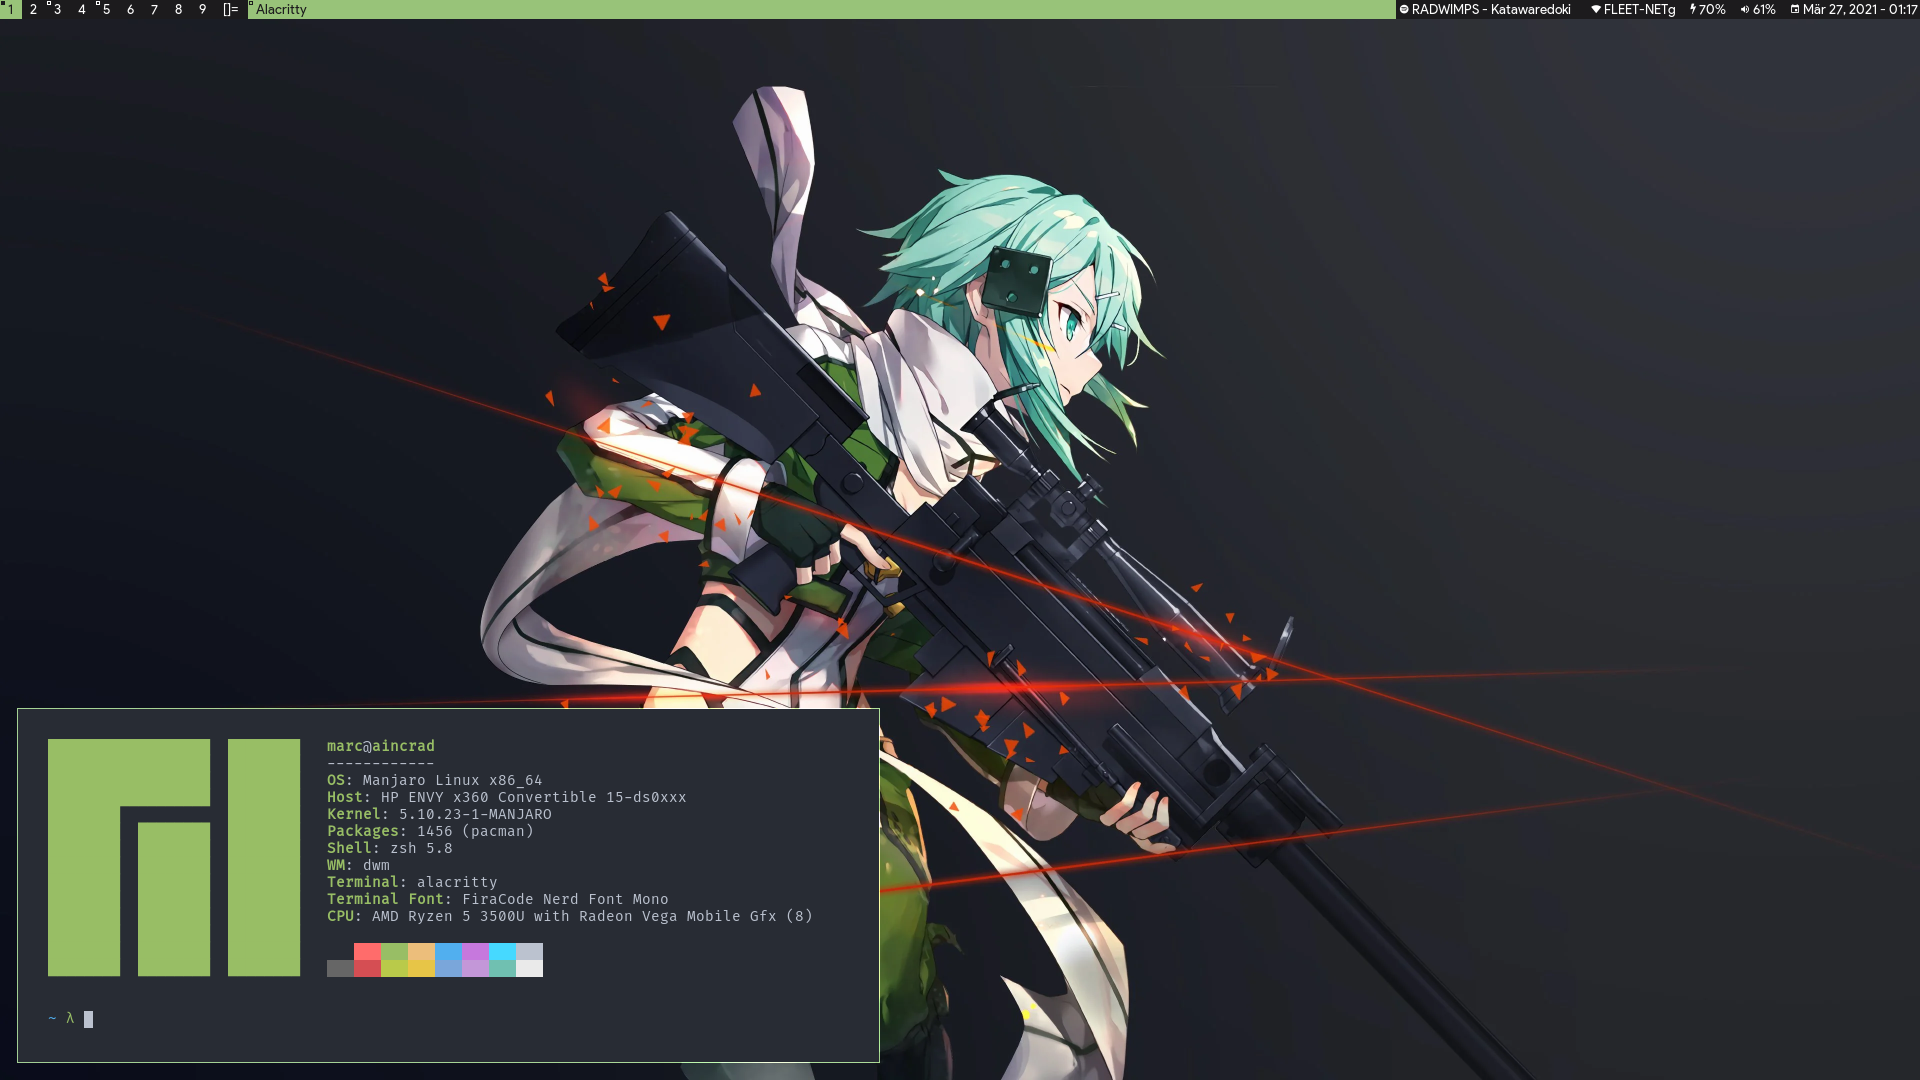 1 2 3 4 5 6 7 8 9 []= Alacritty RADWIMPS - Katawaredoki FLEET-NETg 70% 61% Mär 27, 2021 - 01:17
marc@aincrad
------------
OS: Manjaro Linux x86_64
Host: HP ENVY x360 Convertible 15-ds0xxx
Kernel: 5.10.23-1-MANJARO
Packages: 1456 (pacman)
Shell: zsh 5.8
WM: dwm
Terminal: alacritty
Terminal Font: FiraCode Nerd Font Mono
CPU: AMD Ryzen 5 3500U with Radeon Vega Mobile Gfx (8)
~ λ